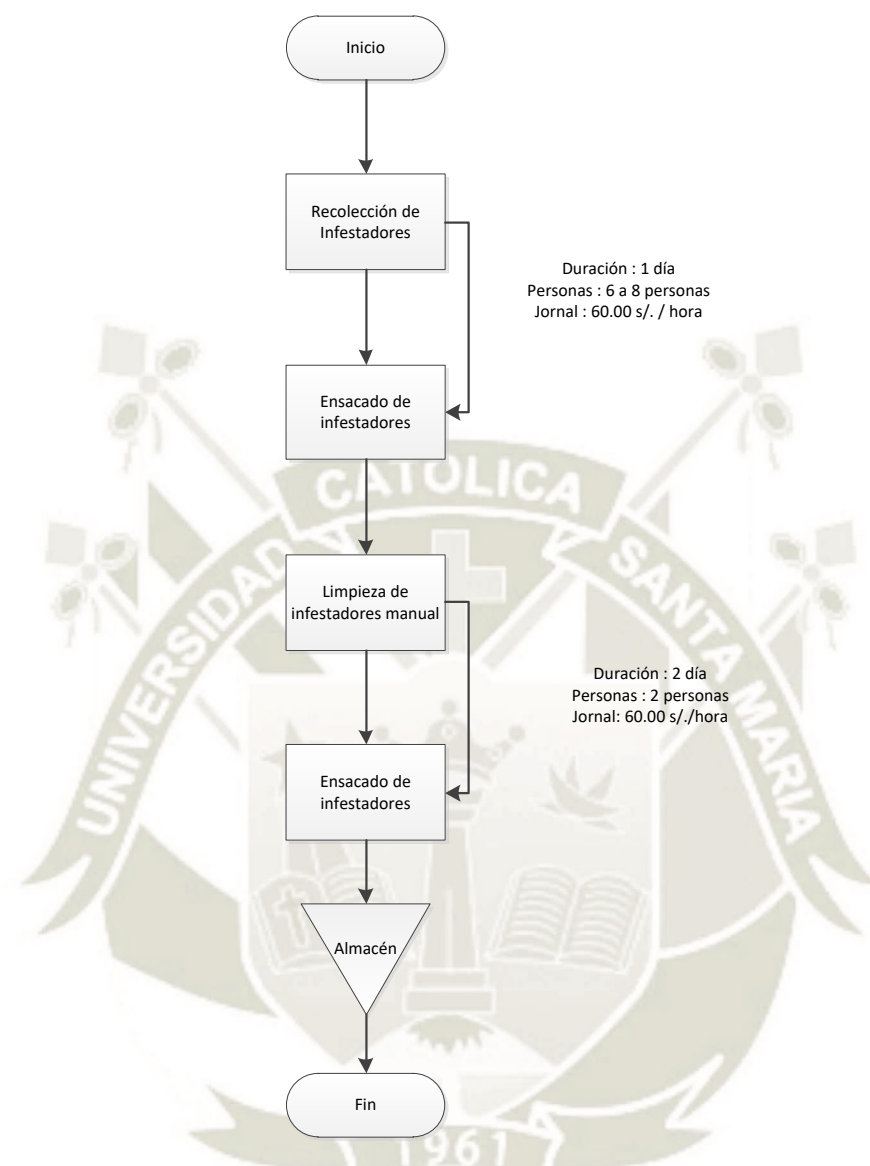 Inicio
Recolección de
Infestadores
Duración : 1 día
Personas : 6 a 8 personas
Jornal : 60.00 s/. / hora
Ensacado de
infestadores
CATOLICA
UNIVERSIDAD
SANTA MARIA
Limpieza de
infestadores manual
Duración : 2 día
Personas : 2 personas
Jornal: 60.00 s/./hora
Ensacado de
infestadores
Almacén
Fin
1961